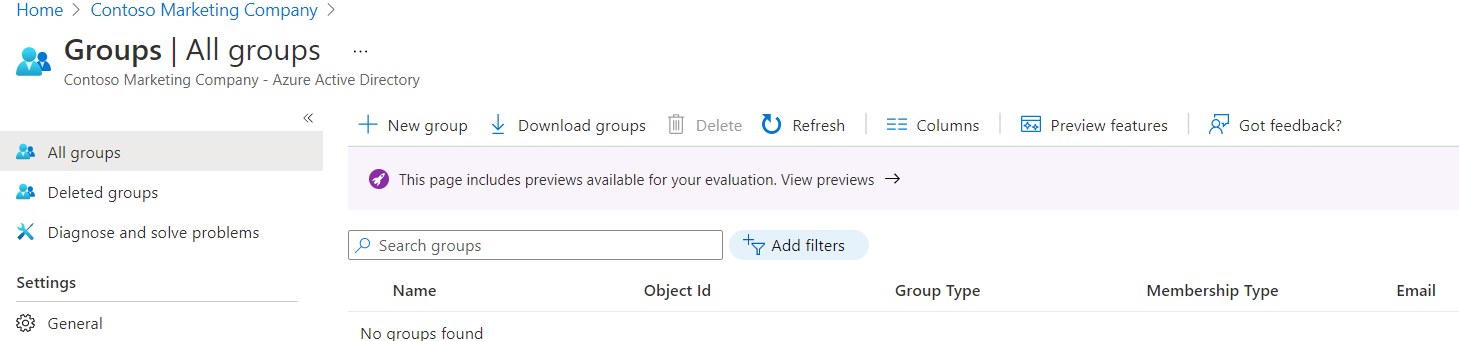 Home > Contoso Marketing Company >
Groups | All groups ...
Contoso Marketing Company - Azure Active Directory
«
All groups
Deleted groups
Diagnose and solve problems
Settings
General
+ New group Download groups Delete Refresh Columns Preview features Got feedback?
This page includes previews available for your evaluation. View previews →
Search groups Add filters
Name Object Id Group Type Membership Type Email
No groups found